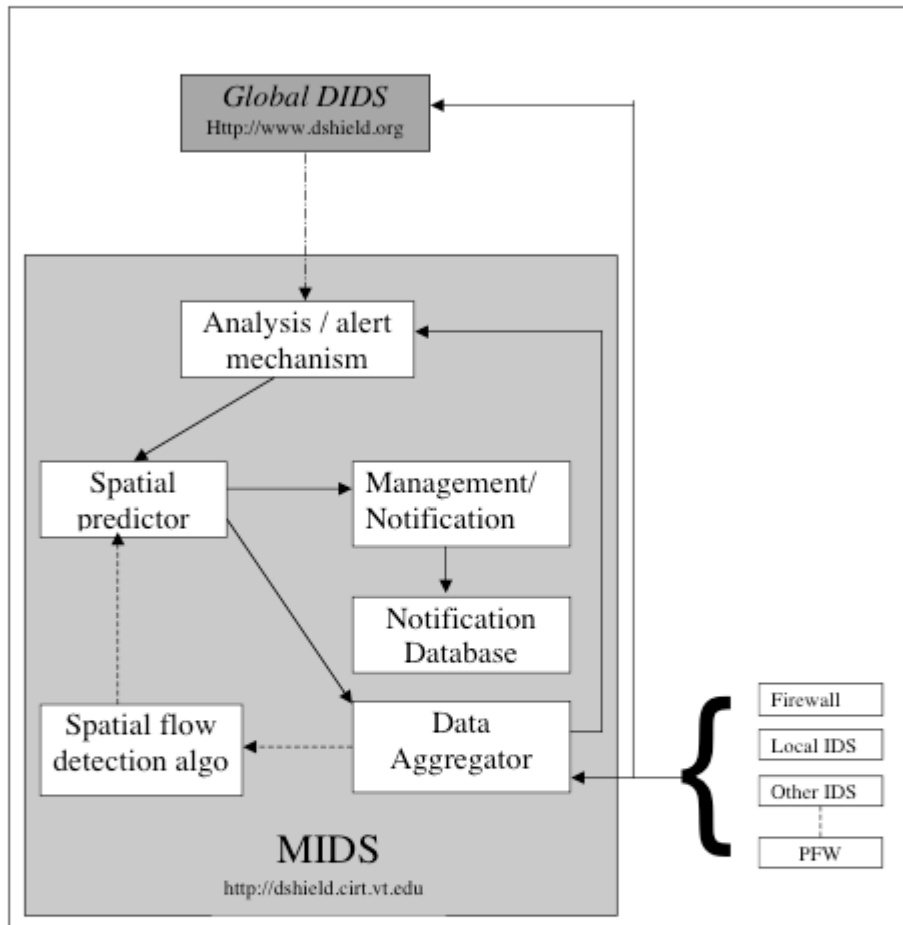 Global DIDS
Http://www.dshield.org
Analysis / alert
mechanism
Spatial
predictor
Management/
Notification
Notification
Database
Spatial flow
detection algo
Data
Aggregator
MIDS
http://dshield.cirt.vt.edu
{
Firewall
Local IDS
Other IDS
PFW